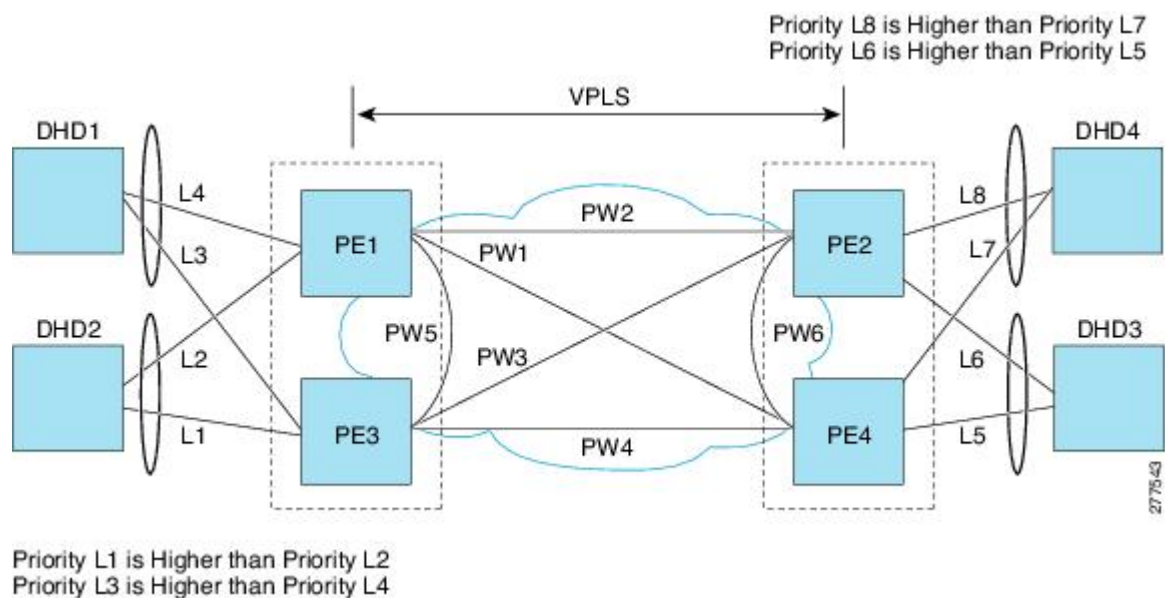 Priority L8 is Higher than Priority L7
Priority L6 is Higher than Priority L5
VPLS
DHD1
DHD4
L4
L8
PW2
PE1
PW1
PE2
L3
L7
DHD2
PW5
PW6
DHD3
L2
PW3
L6
L1
PE3
PW4
PE4
L5
277543
Priority L1 is Higher than Priority L2
Priority L3 is Higher than Priority L4